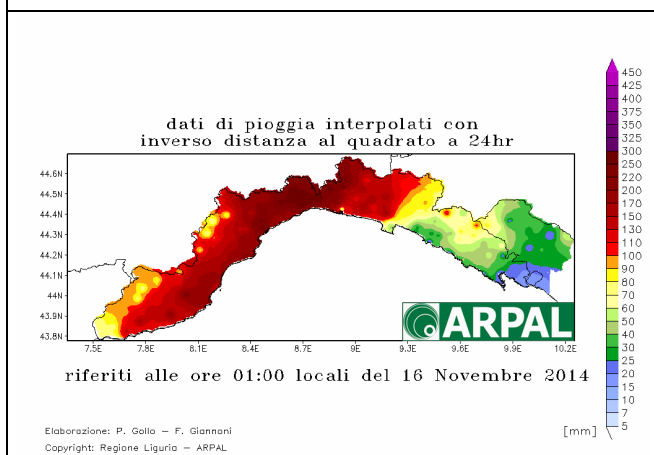 dati di pioggia interpolati con
inverso distanza al quadrato a 24hr
44.6N
44.5N
44.4N
44.3N
44.2N
44.1N
44N
43.9N
43.8N
7.5E 7.8E 8.1E 8.4E 8.7E 9E 9.3E 9.6E 9.9E 10.2E
ARPAL
450
425
400
375
325
300
250
220
200
170
150
130
110
100
90
80
70
60
50
40
30
25
20
15
10
7
5
[mm]
riferiti alle ore 01:00 locali del 16 Novembre 2014
Elaborazione: P. Gollo – F. Giannoni
Copyright: Regione Liguria – ARPAL